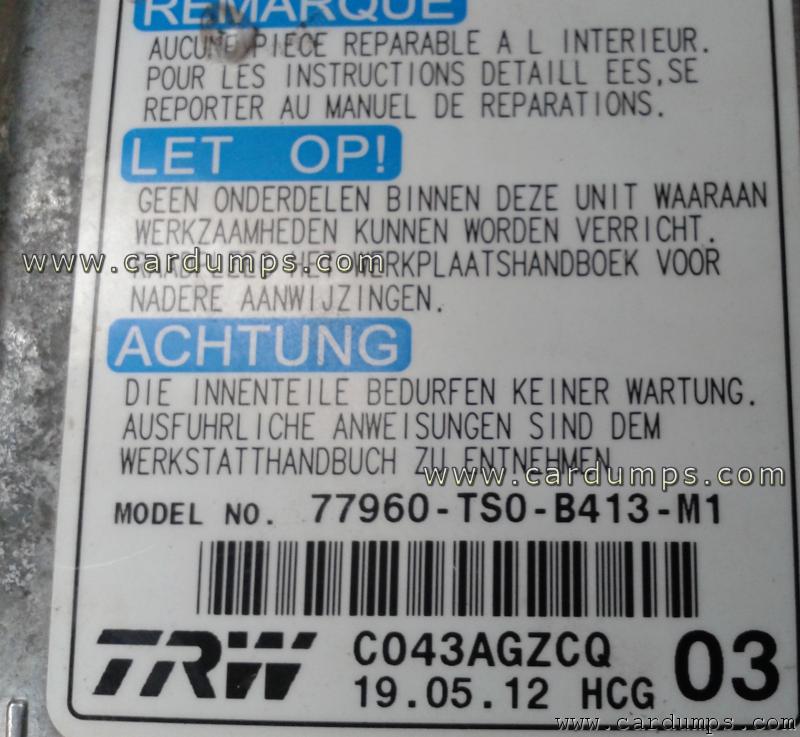 REMARQUE
AUCUNE PIECE REPARABLE A L INTERIEUR.
POUR LES INSTRUCTIONS DETAILL EES,SE
REPORTER AU MANUEL DE REPARATIONS.
LET OP!
GEEN ONDERDELEN BINNEN DEZE UNIT WAARAAN
WERKZAAMHEDEN KUNNEN WORDEN VERRICHT.
www.cardumps.com
HET WERKPLAATSHANDBOEK VOOR
NADERE AANWIJZINGEN.
ACHTUNG
DIE INNENTEILE BEDURFEN KEINER WARTUNG.
AUSFUHRLICHE ANWEISUNGEN SIND DEM
WERKSTATTHANDBUCH ZU ENTNEHMEN
www.cardumps.com
MODEL NO. 77960-TS0-B413-M1
TRW C043AGZCQ 03
19.05.12 HCG
www.cardumps.com